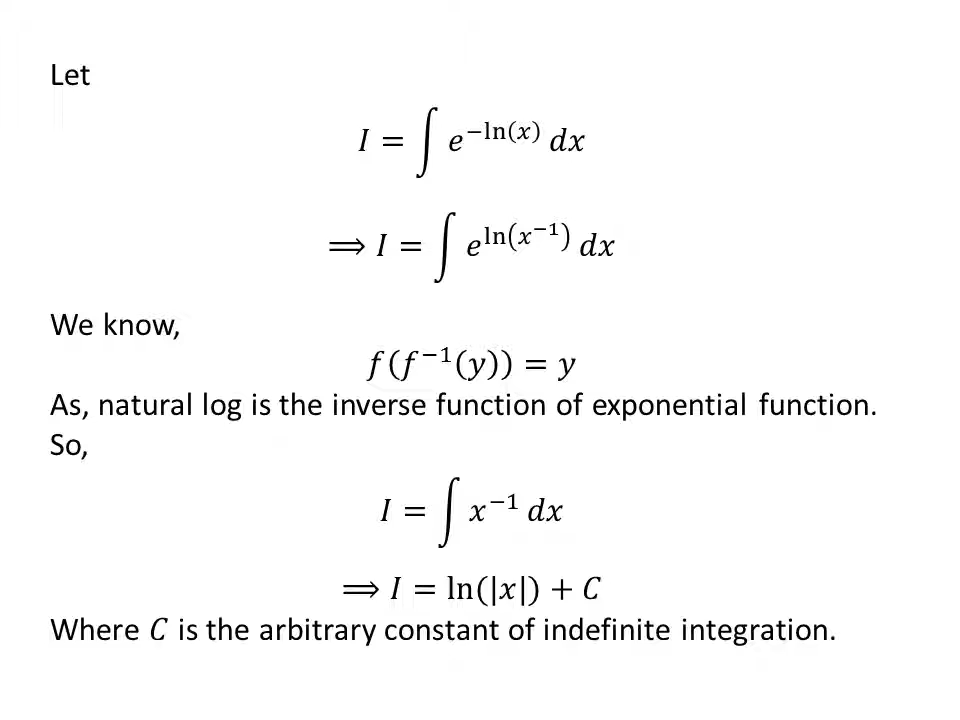 Let
𝐼 = ∫ 𝑒^{−ln(𝑥)} 𝑑𝑥
⟹ 𝐼 = ∫ 𝑒^{ln(𝑥^{−1})} 𝑑𝑥
We know,
𝑓(𝑓^{−1}(𝑦)) = 𝑦
As, natural log is the inverse function of exponential function.
So,
𝐼 = ∫ 𝑥^{−1} 𝑑𝑥
⟹ 𝐼 = ln(|𝑥|) + 𝐶
Where 𝐶 is the arbitrary constant of indefinite integration.